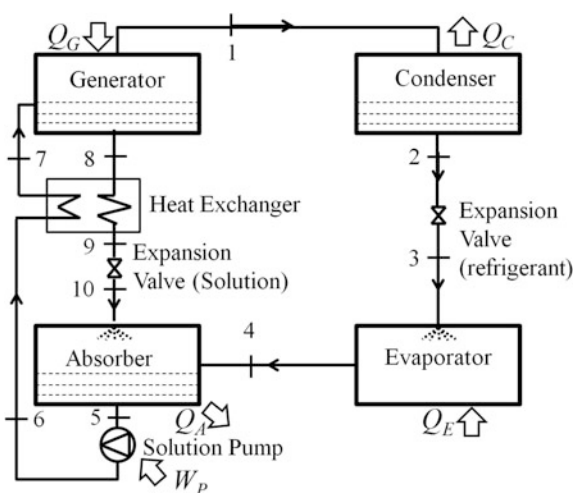 Q_G
1
Q_C
Generator
Condenser
7
8
2
Heat Exchanger
9
Expansion
Valve (Solution)
10
Expansion
Valve
(refrigerant)
3
Absorber
4
Evaporator
6
5
Q_A
Q_E
Solution Pump
W_P